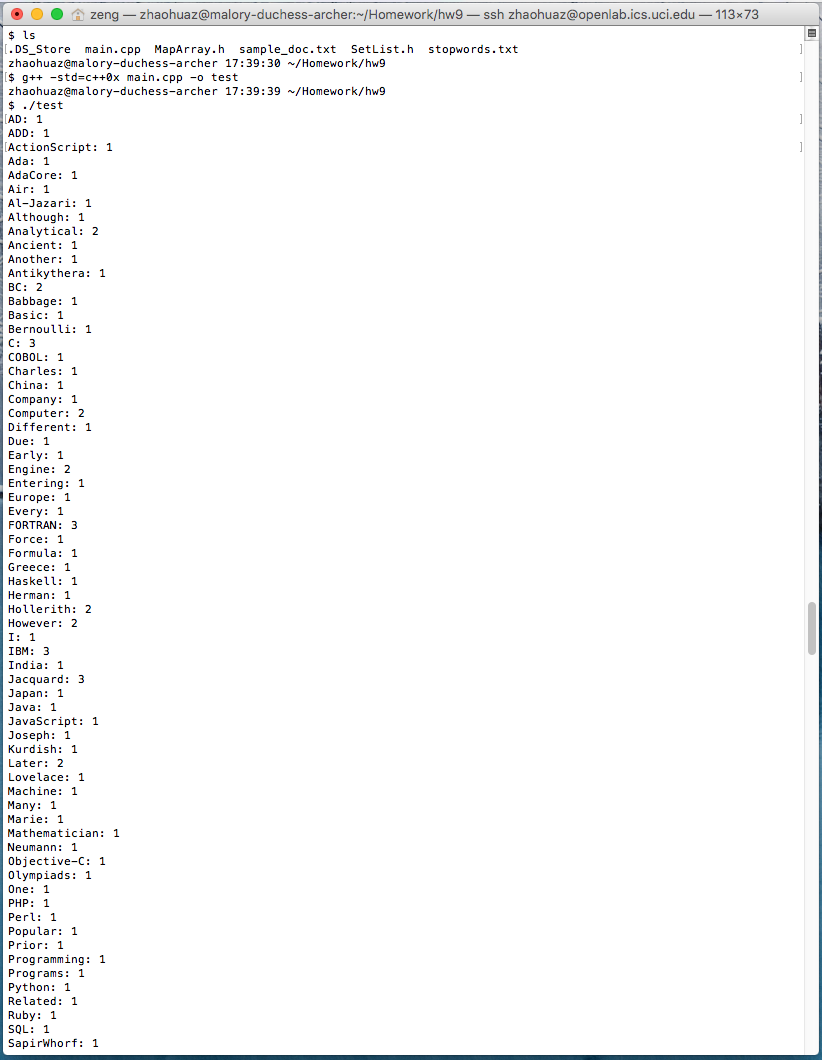 zeng — zhaohuaz@malory-duchess-archer:~/Homework/hw9 — ssh zhaohuaz@openlab.ics.uci.edu — 113×73
$ ls
[.DS_Store  main.cpp  MapArray.h  sample_doc.txt  SetList.h  stopwords.txt ]
zhaohuaz@malory-duchess-archer 17:39:30 ~/Homework/hw9
[$ g++ -std=c++0x main.cpp -o test ]
zhaohuaz@malory-duchess-archer 17:39:39 ~/Homework/hw9
$ ./test
[AD: 1 ]
ADD: 1
[ActionScript: 1 ]
Ada: 1
AdaCore: 1
Air: 1
Al-Jazari: 1
Although: 1
Analytical: 2
Ancient: 1
Another: 1
Antikythera: 1
BC: 2
Babbage: 1
Basic: 1
Bernoulli: 1
C: 3
COBOL: 1
Charles: 1
China: 1
Company: 1
Computer: 2
Different: 1
Due: 1
Early: 1
Engine: 2
Entering: 1
Europe: 1
Every: 1
FORTRAN: 3
Force: 1
Formula: 1
Greece: 1
Haskell: 1
Herman: 1
Hollerith: 2
However: 2
I: 1
IBM: 3
India: 1
Jacquard: 3
Japan: 1
Java: 1
JavaScript: 1
Joseph: 1
Kurdish: 1
Later: 2
Lovelace: 1
Machine: 1
Many: 1
Marie: 1
Mathematician: 1
Neumann: 1
Objective-C: 1
Olympiads: 1
One: 1
PHP: 1
Perl: 1
Popular: 1
Prior: 1
Programming: 1
Programs: 1
Python: 1
Related: 1
Ruby: 1
SQL: 1
SapirWhorf: 1